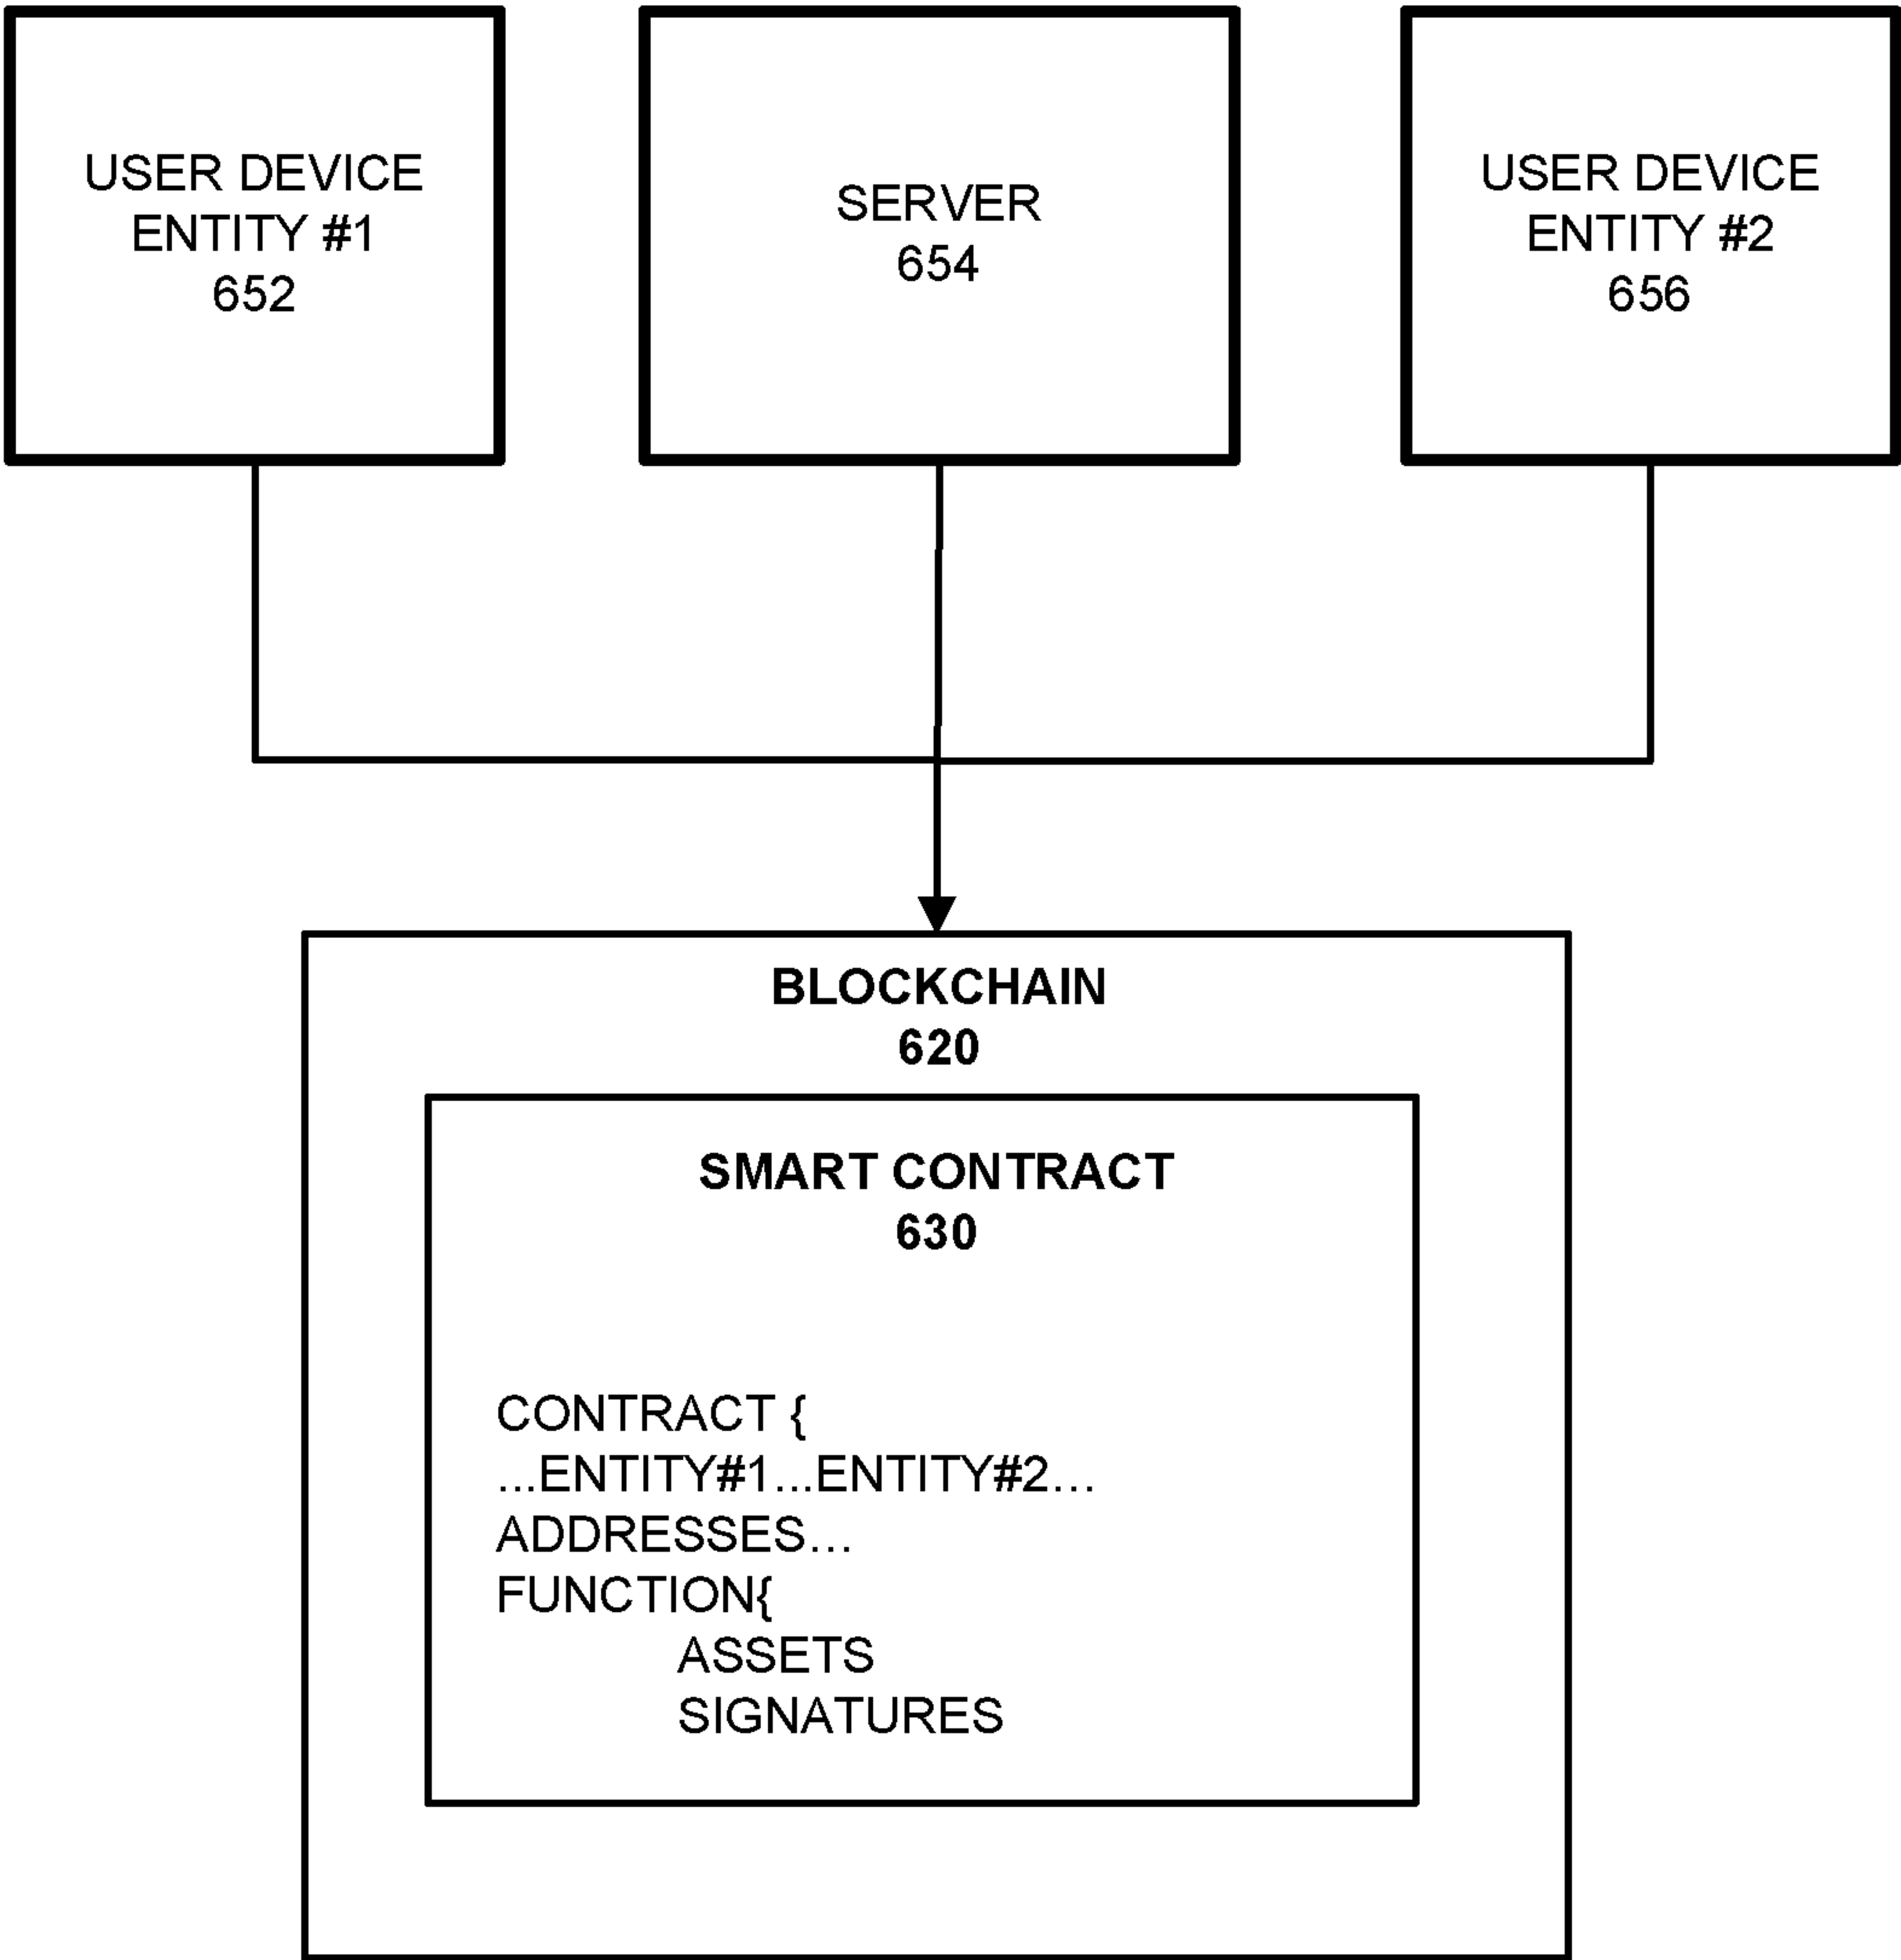 USER DEVICE
ENTITY #1
652
SERVER
654
USER DEVICE
ENTITY #2
656
BLOCKCHAIN
620
SMART CONTRACT
630
CONTRACT {
...ENTITY#1...ENTITY#2...
ADDRESSES...
FUNCTION{
ASSETS
SIGNATURES